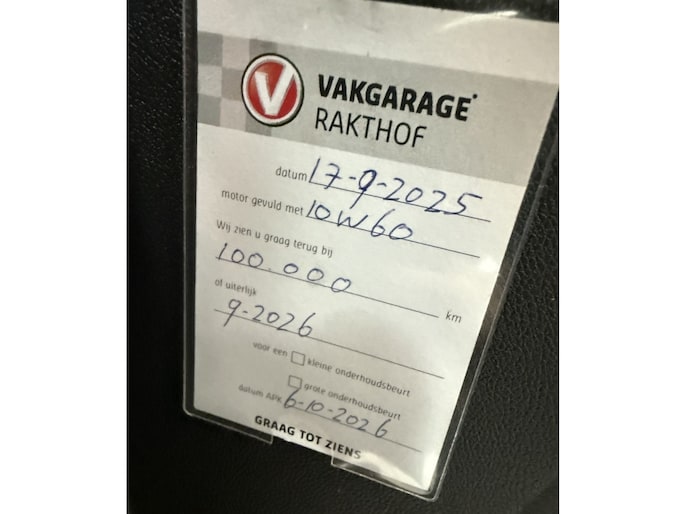 V
VAKGARAGE
RAKTHOF
datum 17-9-2025
motor gevuld met 10W60
Wij zien u graag terug bij
100.000 km
of uiterlijk
9-2026
voor een kleine onderhoudsbeurt
grote onderhoudsbeurt
datum APK 6-10-2026
GRAAG TOT ZIENS